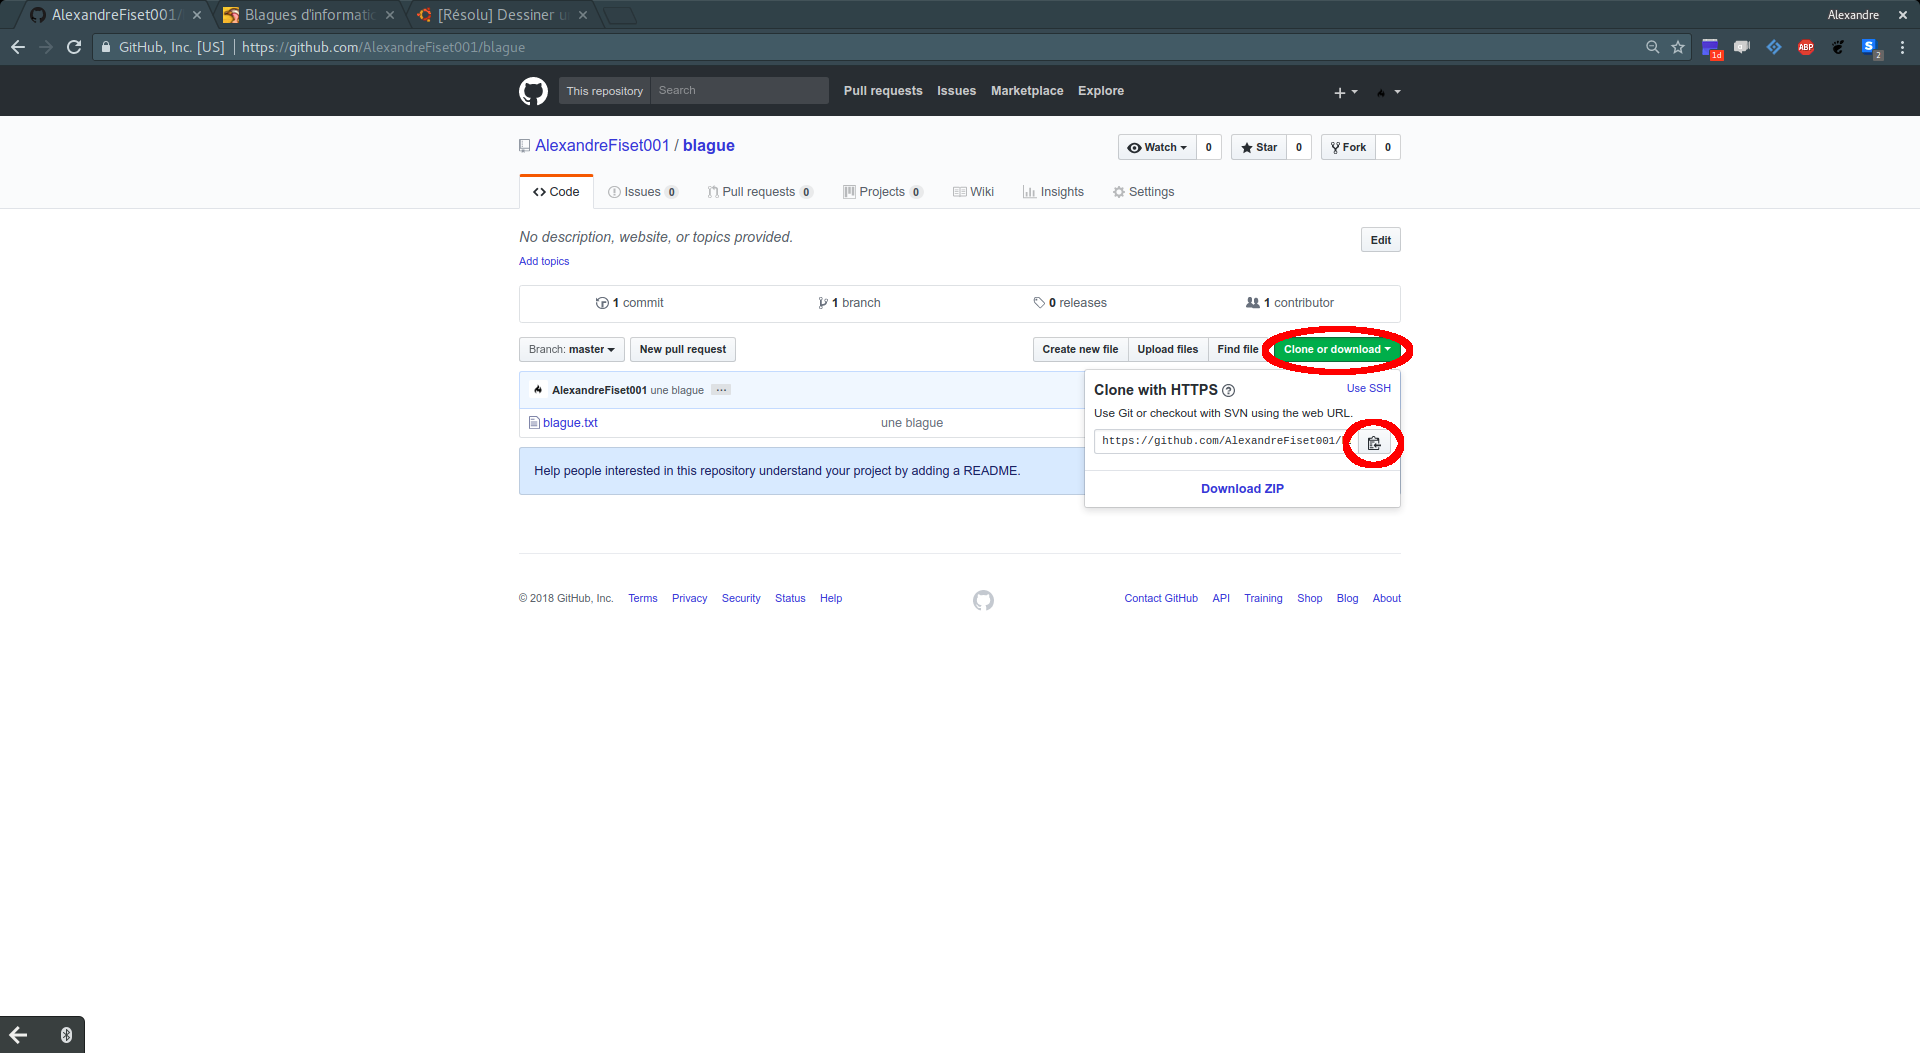 AlexandreFiset001/
Blagues d'informati
[Résolu] Dessiner u
Alexandre
GitHub, Inc. [US]
https://github.com/AlexandreFiset001/blague
1d
ABP
S
2
This repository
Search
Pull requests
Issues
Marketplace
Explore
AlexandreFiset001 / blague
Watch 0
Star 0
Fork 0
Code
Issues 0
Pull requests 0
Projects 0
Wiki
Insights
Settings
No description, website, or topics provided.
Edit
Add topics
1 commit
1 branch
0 releases
1 contributor
Branch: master
New pull request
Create new file
Upload files
Find file
Clone or download
AlexandreFiset001 une blague ...
blague.txt
une blague
Help people interested in this repository understand your project by adding a README.
Clone with HTTPS
Use SSH
Use Git or checkout with SVN using the web URL.
https://github.com/AlexandreFiset001/
Download ZIP
© 2018 GitHub, Inc.
Terms
Privacy
Security
Status
Help
Contact GitHub
API
Training
Shop
Blog
About